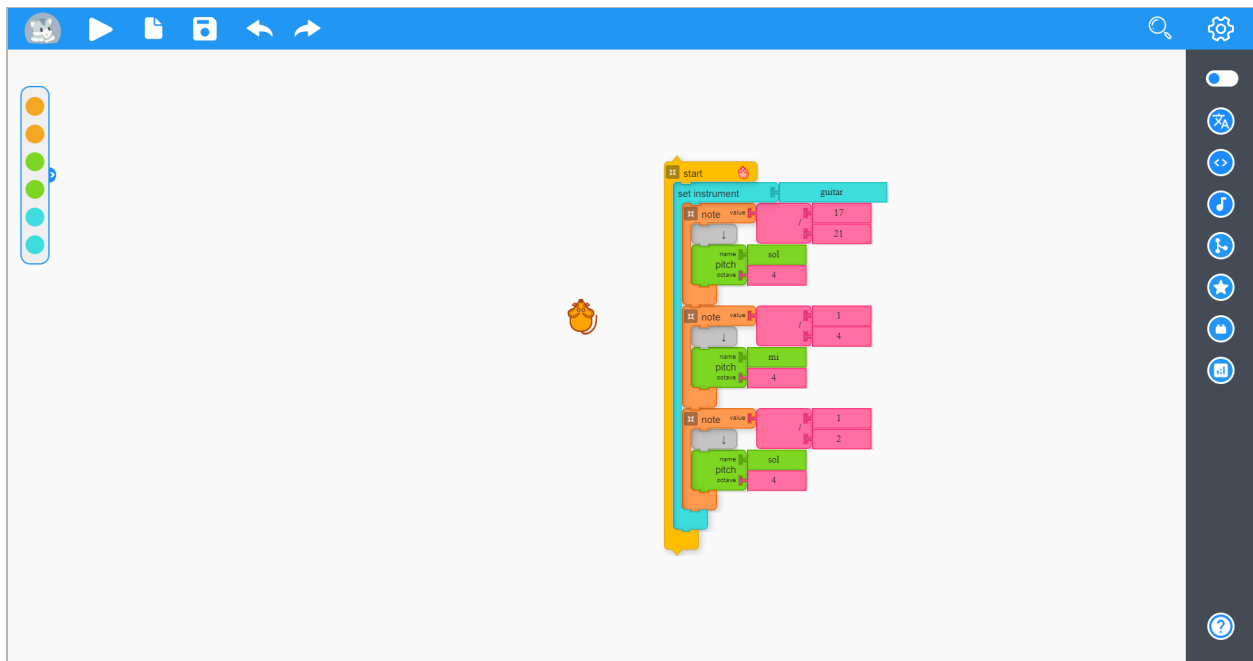 start
set instrument guitar
note value / 17
21
↓
name sol
pitch
octave 4
note value / 1
4
↓
name mi
pitch
octave 4
note value / 1
2
↓
name sol
pitch
octave 4